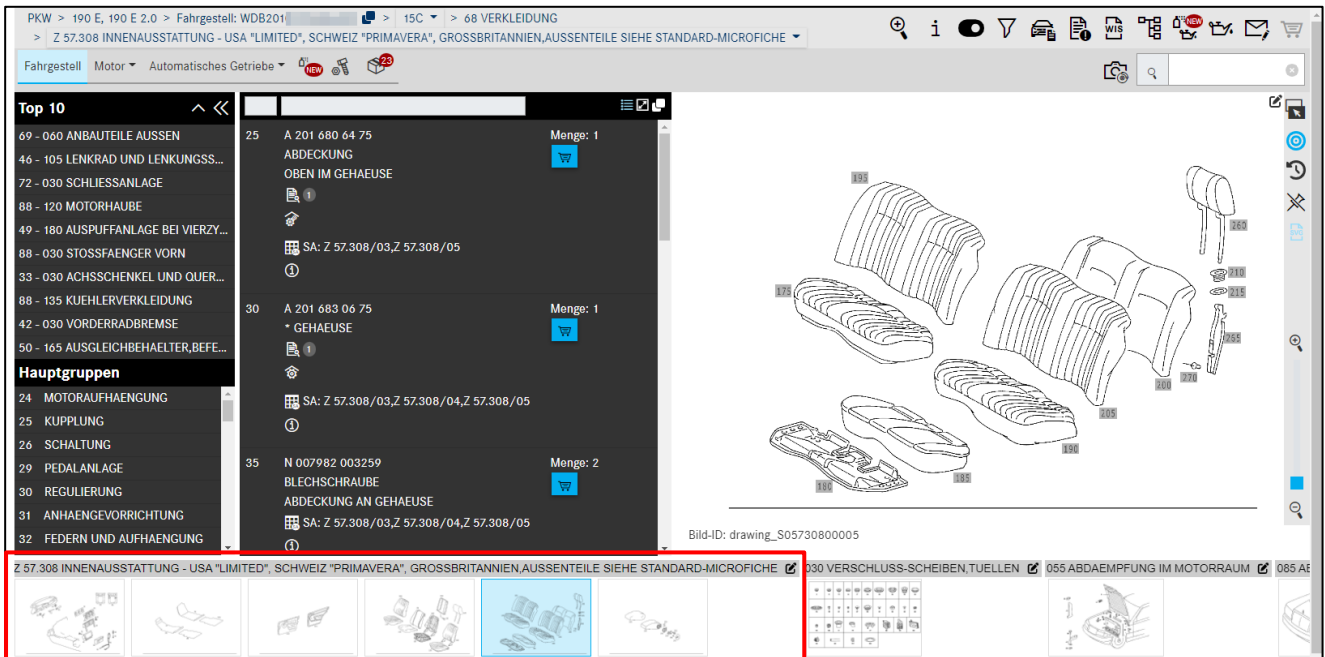 PKW > 190 E, 190 E 2.0 > Fahrgestell: WDB201 > 15C > 68 VERKLEIDUNG
> Z 57.308 INNENAUSSTATTUNG - USA "LIMITED", SCHWEIZ "PRIMAVERA", GROSSBRITANNIEN,AUSSENTEILE SIEHE STANDARD-MICROFICHE
i
WIS
NEW
Fahrgestell Motor Automatisches Getriebe
NEW
23
Top 10
69 - 060 ANBAUTEILE AUSSEN
46 - 105 LENKRAD UND LENKUNGSS...
72 - 030 SCHLIESSANLAGE
88 - 120 MOTORHAUBE
49 - 180 AUSPUFFANLAGE BEI VIERZY...
88 - 030 STOSSFAENGER VORN
33 - 030 ACHSSCHENKEL UND QUER...
88 - 135 KUEHLERVERKLEIDUNG
42 - 030 VORDERRADBREMSE
50 - 165 AUSGLEICHBEHAELTER,BEFE...
Hauptgruppen
24 MOTORAUFHAENGUNG
25 KUPPLUNG
26 SCHALTUNG
29 PEDALANLAGE
30 REGULIERUNG
31 ANHAENGEVORRICHTUNG
32 FEDERN UND AUFHAENGUNG
25 A 201 680 64 75 Menge: 1
ABDECKUNG
OBEN IM GEHAEUSE
1
SA: Z 57.308/03,Z 57.308/05
30 A 201 683 06 75 Menge: 1
* GEHAEUSE
1
SA: Z 57.308/03,Z 57.308/04,Z 57.308/05
35 N 007982 003259 Menge: 2
BLECHSCHRAUBE
ABDECKUNG AN GEHAEUSE
SA: Z 57.308/03,Z 57.308/04,Z 57.308/05
195
260
210
175
215
265
270
200
205
190
185
180
Bild-ID: drawing_S05730800005
Z 57.308 INNENAUSSTATTUNG - USA "LIMITED", SCHWEIZ "PRIMAVERA", GROSSBRITANNIEN,AUSSENTEILE SIEHE STANDARD-MICROFICHE
030 VERSCHLUSS-SCHEIBEN,TUELLEN
055 ABDAEMPFUNG IM MOTORRAUM
085